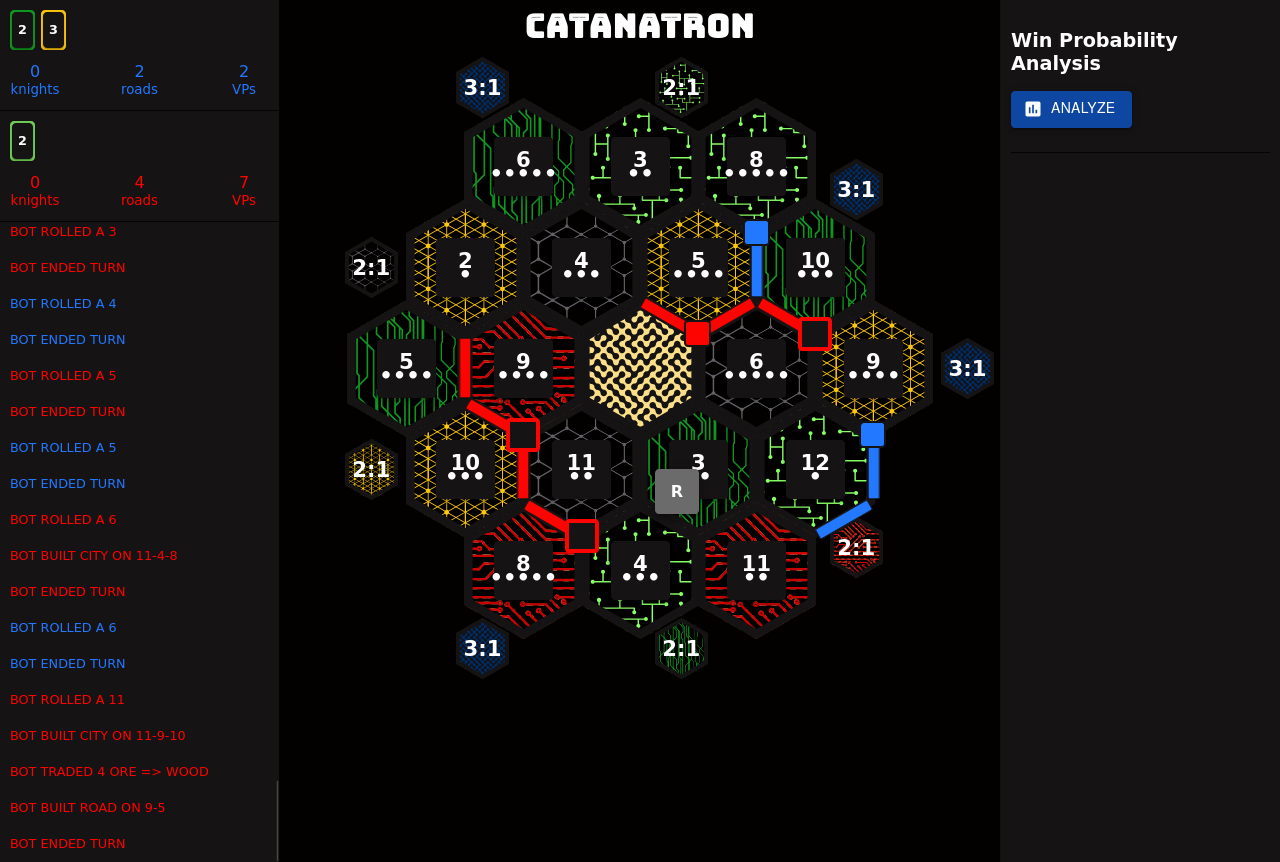 CATANATRON
2 3
0 2 2
knights roads VPs
2
0 4 7
knights roads VPs
BOT ROLLED A 3
BOT ENDED TURN
BOT ROLLED A 4
BOT ENDED TURN
BOT ROLLED A 5
BOT ENDED TURN
BOT ROLLED A 5
BOT ENDED TURN
BOT ROLLED A 6
BOT BUILT CITY ON 11-4-8
BOT ENDED TURN
BOT ROLLED A 6
BOT ENDED TURN
BOT ROLLED A 11
BOT BUILT CITY ON 11-9-10
BOT TRADED 4 ORE => WOOD
BOT BUILT ROAD ON 9-5
BOT ENDED TURN
3:1 2:1
6 3 8
3:1
2:1 2 4 5 10
5 9 6 9 3:1
2:1 10 11 3 12
R
2:1
8 4 11
3:1 2:1
Win Probability
Analysis
ANALYZE